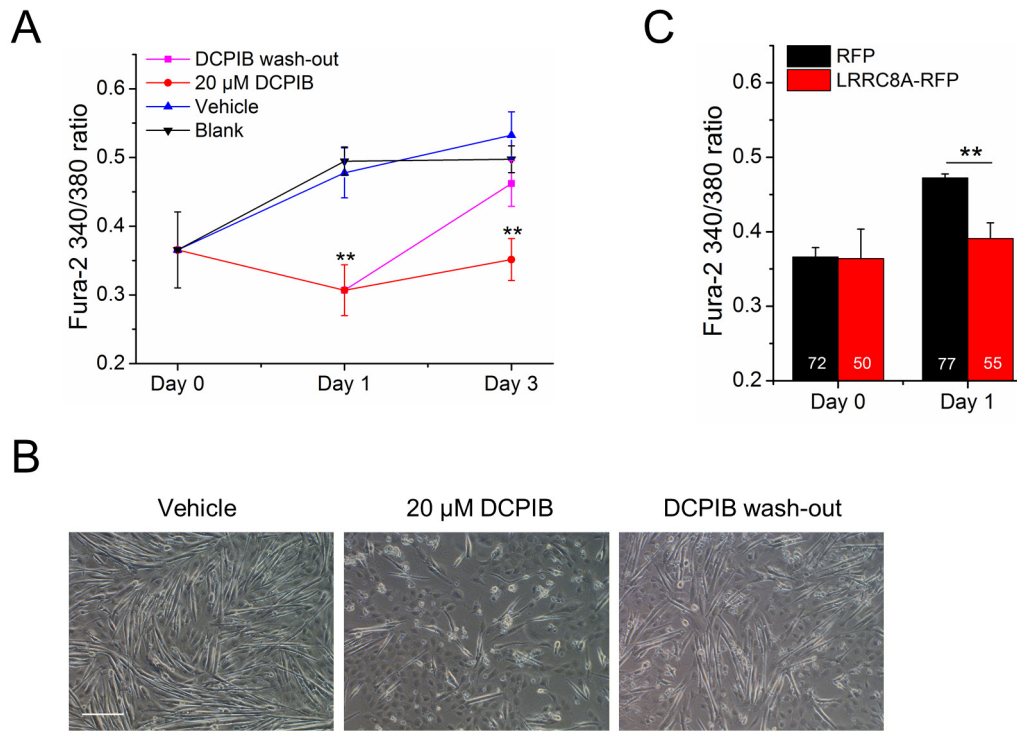 A
DCPIB wash-out
20 µM DCPIB
Vehicle
Blank
Fura-2 340/380 ratio
0.6
0.5
0.4
0.3
0.2
**
**
Day 0
Day 1
Day 3
C
RFP
LRRC8A-RFP
Fura-2 340/380 ratio
0.6
0.5
0.4
0.3
0.2
**
72
50
77
55
Day 0
Day 1
B
Vehicle
20 µM DCPIB
DCPIB wash-out